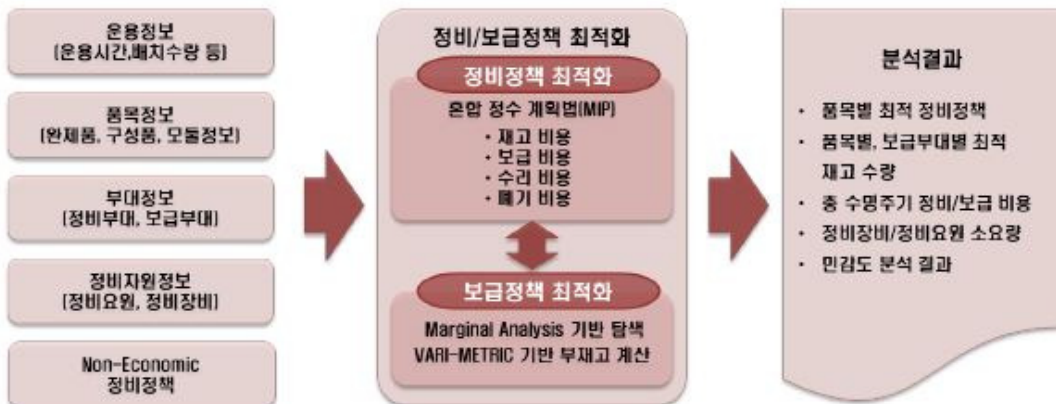 운용정보
(운용시간,배치수량 등)
품목정보
(완제품, 구성품, 모듈정보)
부대정보
(정비부대, 보급부대)
정비자원정보
(정비요원, 정비장비)
Non-Economic
정비정책
정비/보급정책 최적화
정비정책 최적화
혼합 정수 계획법(MIP)
• 재고 비용
• 보급 비용
• 수리 비용
• 폐기 비용
보급정책 최적화
Marginal Analysis 기반 탐색
VARI-METRIC 기반 부재고 계산
분석결과
• 품목별 최적 정비정책
• 품목별, 보급부대별 최적
재고 수량
• 총 수명주기 정비/보급 비용
• 정비장비/정비요원 소요량
• 민감도 분석 결과